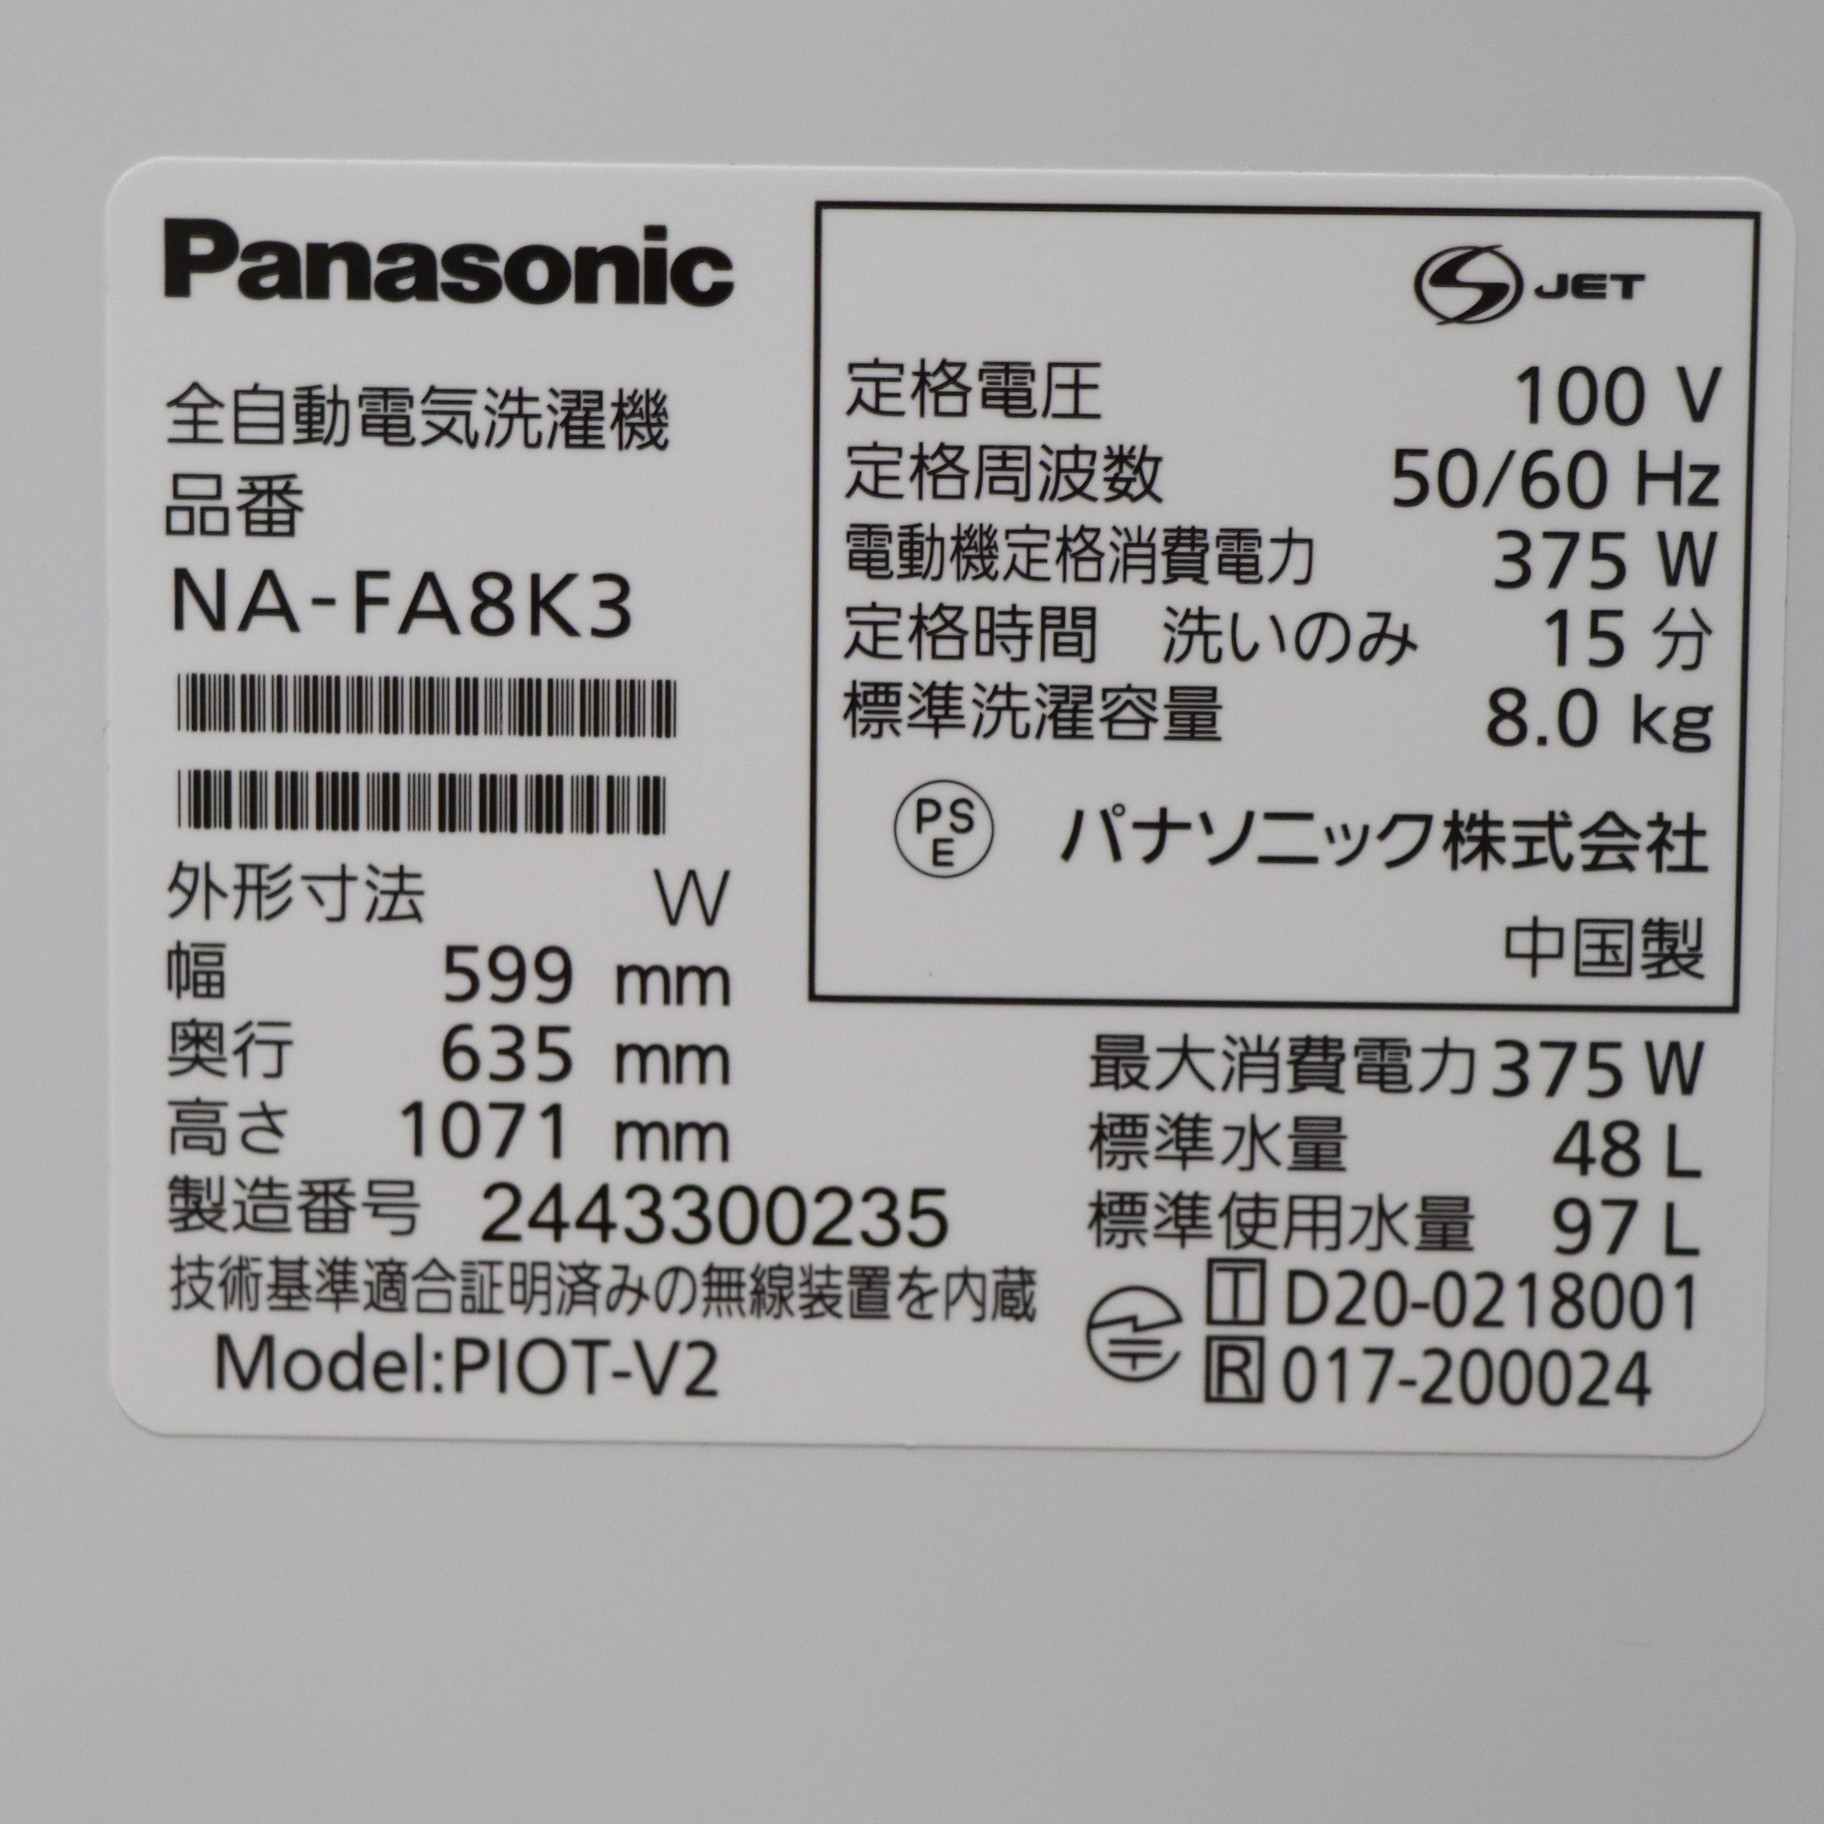 Panasonic
全自動電気洗濯機
品番
NA-FA8K3
外形寸法 W
幅 599 mm
奥行 635 mm
高さ 1071 mm
製造番号 2443300235
技術基準適合証明済みの無線装置を内蔵
Model:PIOT-V2
S JET
定格電圧 100 V
定格周波数 50/60 Hz
電動機定格消費電力 375 W
定格時間 洗いのみ 15 分
標準洗濯容量 8.0 kg
PSE パナソニック株式会社
中国製
最大消費電力 375 W
標準水量 48 L
標準使用水量 97 L
T D20-0218001
R 017-200024